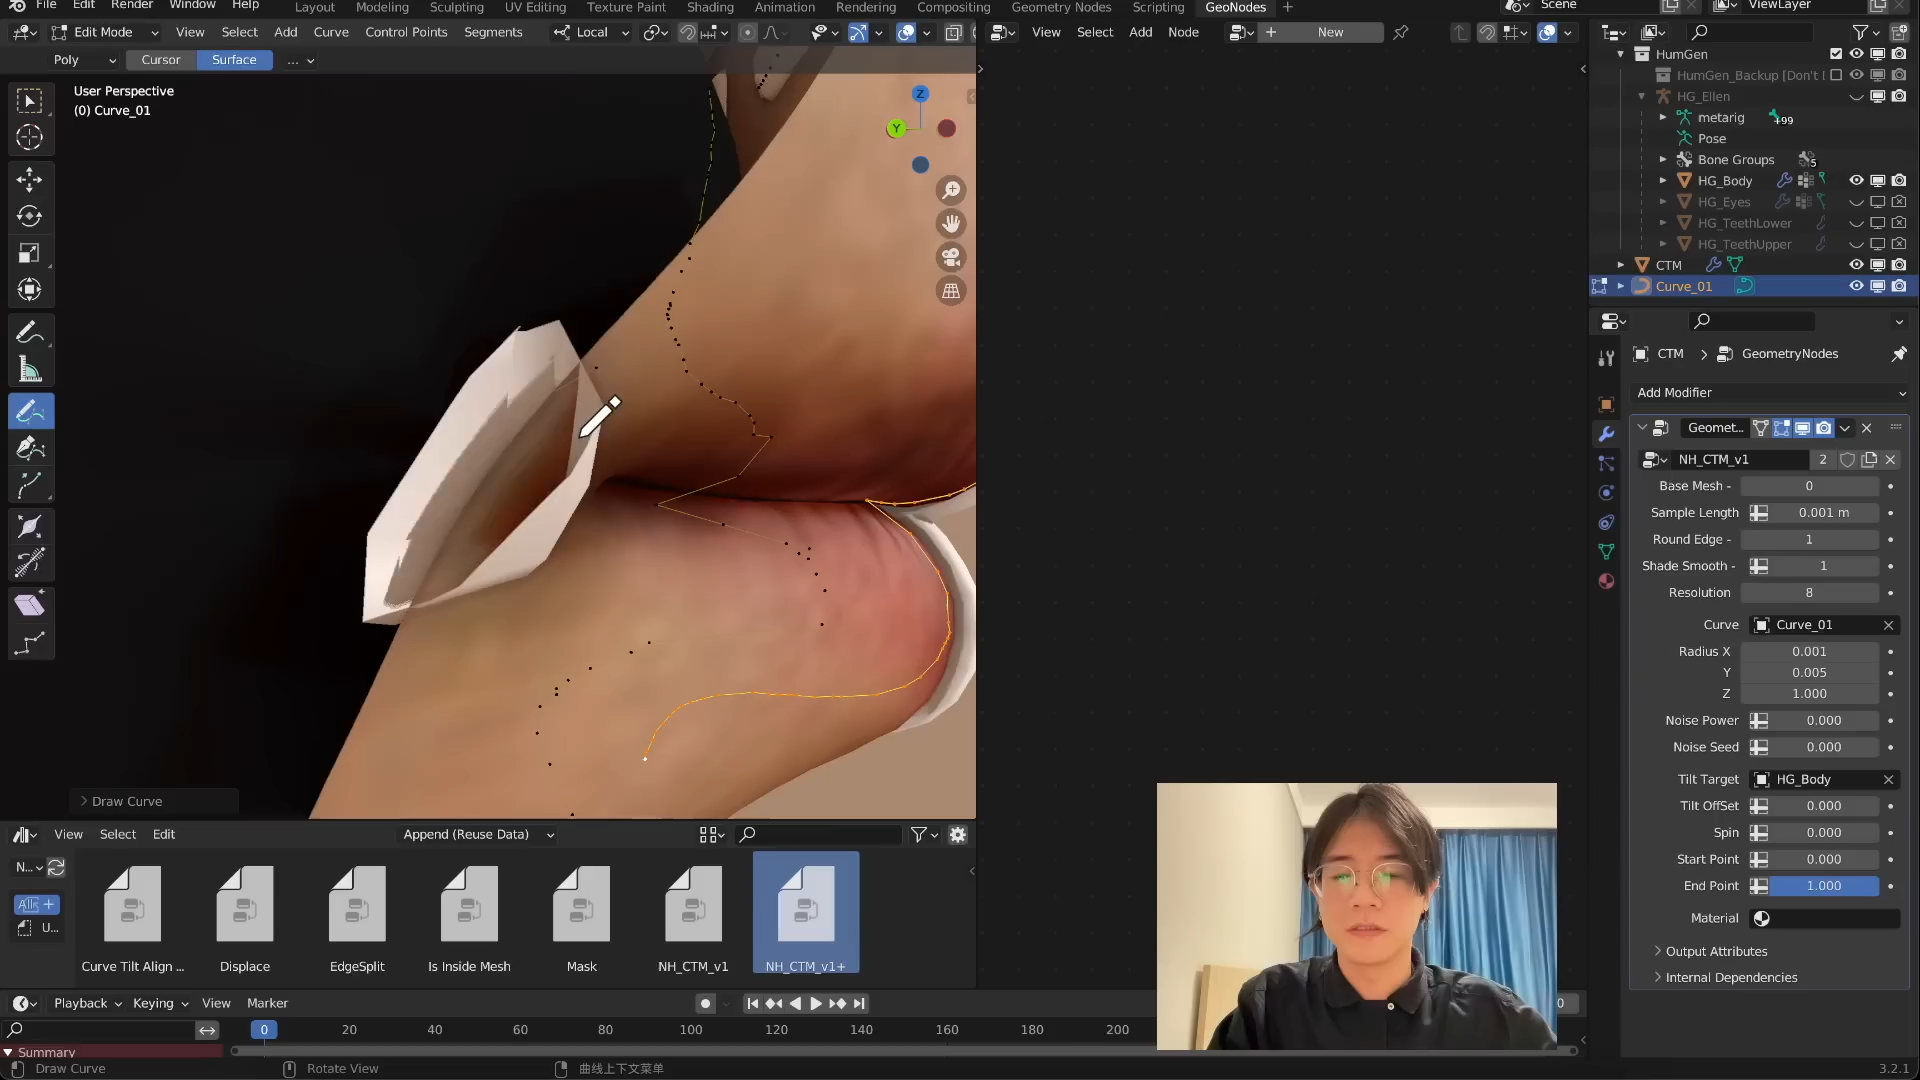 File Edit Render Window Help Layout Modeling Sculpting UV Editing Texture Paint Shading Animation Rendering Compositing Geometry Nodes Scripting GeoNodes Scene ViewLayer
Edit Mode View Select Add Curve Control Points Segments Local
View Select Add Node New
Poly Cursor Surface ...
User Perspective
(0) Curve_01
Z
Y
HumGen
HumGen_Backup [Don't
HG_Ellen
metarig +99
Pose
Bone Groups 5
HG_Body
HG_Eyes
HG_TeethLower
HG_TeethUpper
CTM
Curve_01
CTM GeometryNodes
Add Modifier
Geomet...
NH_CTM_v1 2
Base Mesh - 0
Sample Length 0.001 m
Round Edge - 1
Shade Smooth - 1
Resolution 8
Curve Curve_01
Radius X 0.001
Y 0.005
Z 1.000
Noise Power 0.000
Noise Seed 0.000
Tilt Target HG_Body
Tilt OffSet 0.000
Spin 0.000
Start Point 0.000
End Point 1.000
Material
Output Attributes
Internal Dependencies
Draw Curve
View Select Edit Append (Reuse Data)
N...
All
U...
Curve Tilt Align ... Displace EdgeSplit Is Inside Mesh Mask NH_CTM_v1 NH_CTM_v1+
Playback Keying View Marker
0 20 40 60 80 100 120 140 160 180 200
Summary
Draw Curve Rotate View 曲线上下文菜单 3.2.1